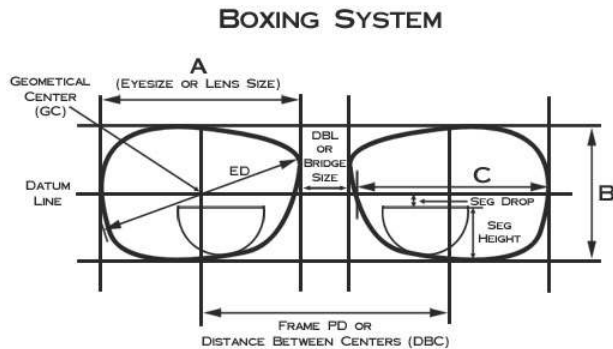 BOXING SYSTEM
A
(EYESIZE OR LENS SIZE)
GEOMETICAL
CENTER
(GC)
DBL
OR
BRIDGE
SIZE
ED
DATUM
LINE
C
B
SEG DROP
SEG
HEIGHT
FRAME PD OR
DISTANCE BETWEEN CENTERS (DBC)